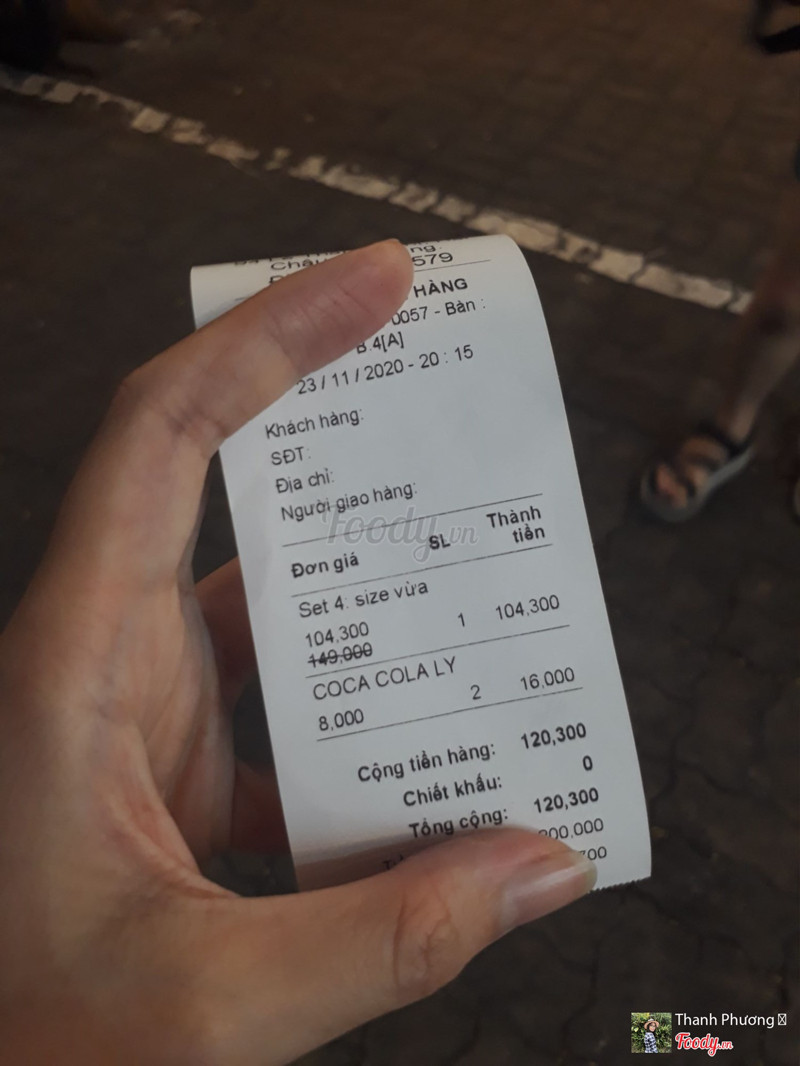 579
HÀNG
0057 - Bàn :
B.4[A]
23 / 11 / 2020 - 20 : 15
Khách hàng:
SĐT:
Địa chỉ:
Người giao hàng:
Foody.vn
Đơn giá SL Thành tiền
Set 4: size vừa
104,300 1 104,300
149,000
COCA COLA LY
8,000 2 16,000
Cộng tiền hàng: 120,300
Chiết khấu: 0
Tổng cộng: 120,300
00,000
700
Thanh Phương
Foody.vn